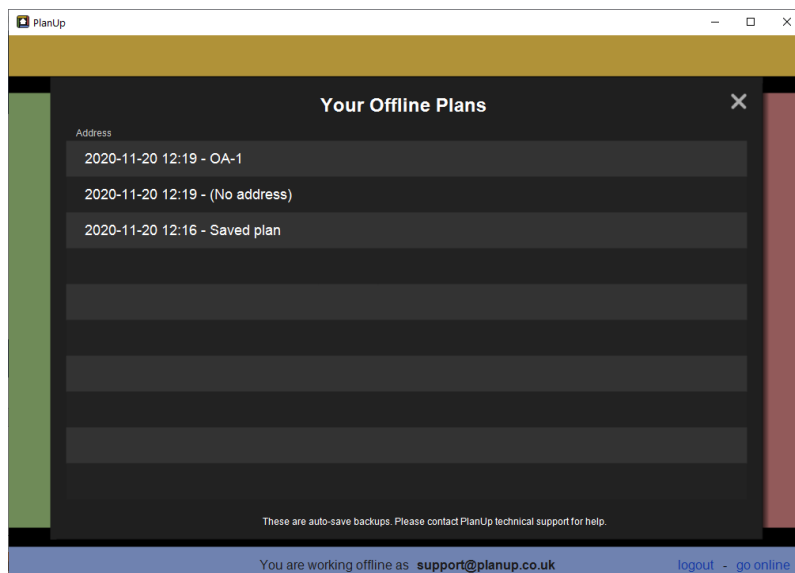 PlanUp
Your Offline Plans
Address
2020-11-20 12:19 - OA-1
2020-11-20 12:19 - (No address)
2020-11-20 12:16 - Saved plan
These are auto-save backups. Please contact PlanUp technical support for help.
You are working offline as support@planup.co.uk logout - go online